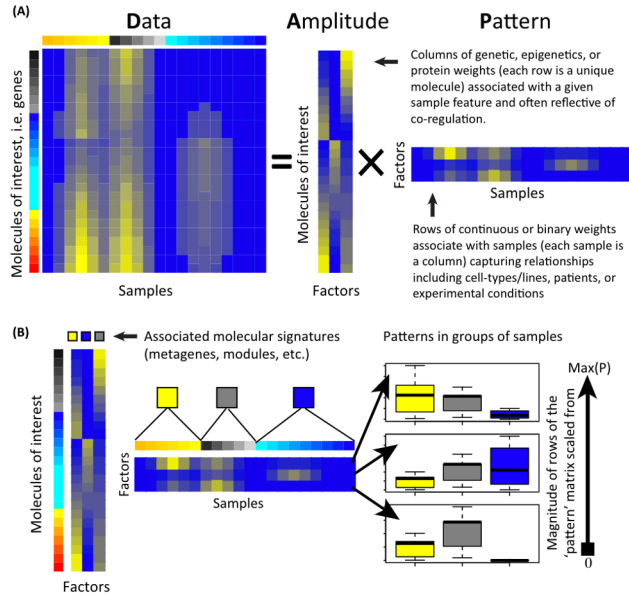 (A)
Data
Amplitude
Pattern
Molecules of interest, i.e. genes
Samples
=
Molecules of interest
Factors
×
Columns of genetic, epigenetics, or
protein weights (each row is a unique
molecule) associated with a given
sample feature and often reflective of
co-regulation.
Factors
Samples
Rows of continuous or binary weights
associate with samples (each sample is
a column) capturing relationships
including cell-types/lines, patients, or
experimental conditions
(B)
Associated molecular signatures
(metagenes, modules, etc.)
Molecules of interest
Factors
Factors
Samples
Patterns in groups of samples
Max(P)
Magnitude of rows of the
‘pattern’ matrix scaled from
0